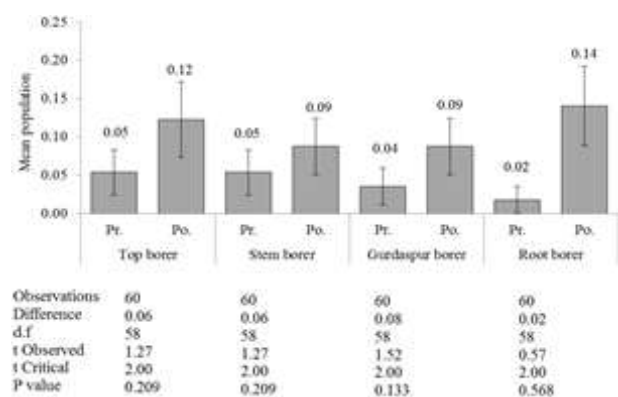 0.25
0.20
0.15
0.10
0.05
0.00
Mean population
0.05
0.12
0.05
0.09
0.04
0.09
0.02
0.14
Pr. Po. Pr. Po. Pr. Po. Pr. Po.
Top borer Stem borer Gurdaspur borer Root borer
Observations 60 60 60 60
Difference 0.06 0.06 0.08 0.02
d.f 58 58 58 58
t Observed 1.27 1.27 1.52 0.57
t Critical 2.00 2.00 2.00 2.00
P value 0.209 0.209 0.133 0.568